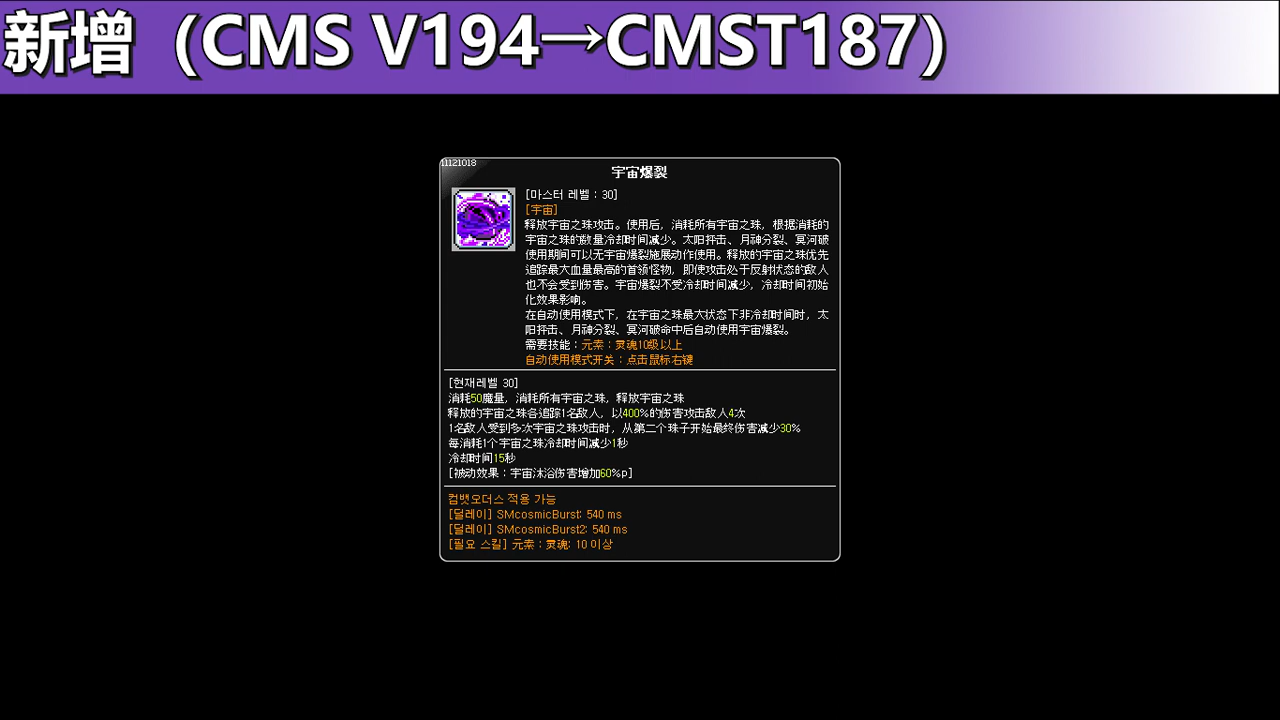 新增（CMS V194→CMST187）
11121018
宇宙爆裂
[마스터 레벨 : 30]
[宇宙]
释放宇宙之珠攻击。使用后，消耗所有宇宙之珠，根据消耗的
宇宙之珠的数量冷却时间减少。太阳抨击、月神分裂、冥河破
使用期间可以无宇宙爆裂施展动作使用。释放的宇宙之珠优先
追踪最大血量最高的首领怪物，即使攻击处于反射状态的敌人
也不会受到伤害。宇宙爆裂不受冷却时间减少，冷却时间初始
化效果影响。
在自动使用模式下，在宇宙之珠最大状态下非冷却时间时，太
阳抨击、月神分裂、冥河破命中后自动使用宇宙爆裂。
需要技能：元素：灵魂10级以上
自动使用模式开关：点击鼠标右键
[현재레벨 30]
消耗50魔量，消耗所有宇宙之珠，释放宇宙之珠
释放的宇宙之珠各追踪1名敌人，以400%的伤害攻击敌人4次
1名敌人受到多次宇宙之珠攻击时，从第二个珠子开始最终伤害减少30%
每消耗1个宇宙之珠冷却时间减少1秒
冷却时间15秒
[被动效果：宇宙沐浴伤害增加60%p]
컴뱃오더스 적용 가능
[딜레이] SMcosmicBurst: 540 ms
[딜레이] SMcosmicBurst2: 540 ms
[필요 스킬] 元素：灵魂: 10 이상